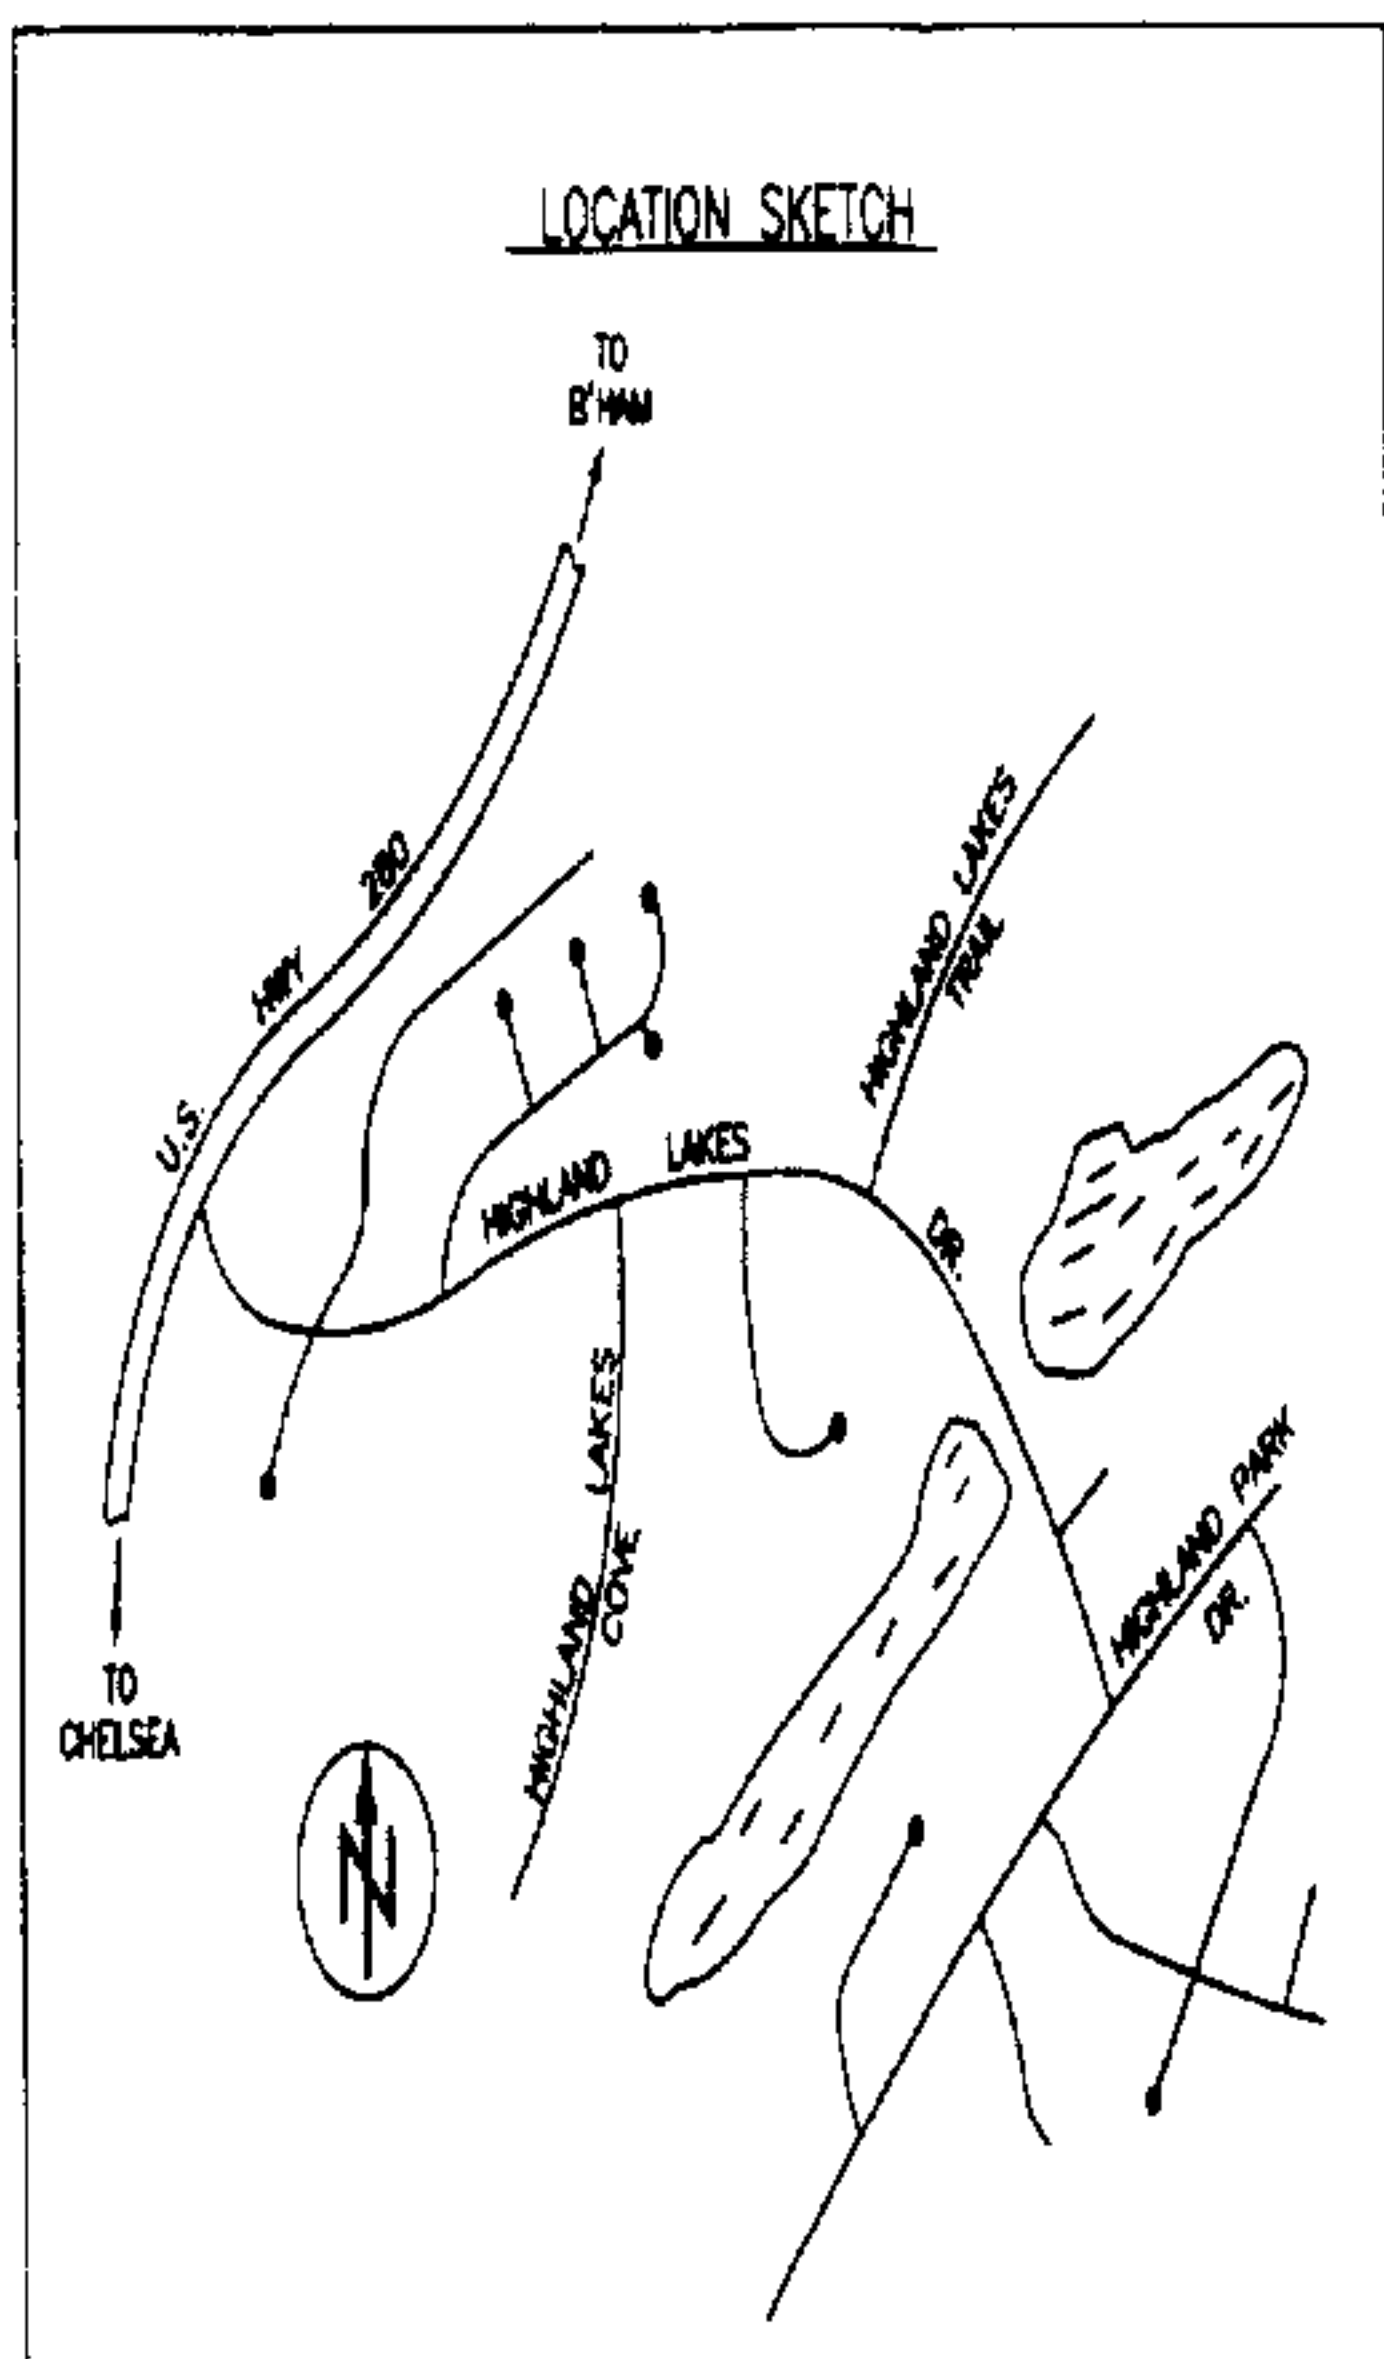 LOCATION SKETCH
TO
B'HAM
U.S. HWY 280
HIGHLAND LAKES
TRAIL
HIGHLAND LAKES DR.
HIGHLAND LAKES
COVE
HIGHLAND PARK
DR.
TO
CHELSEA
N